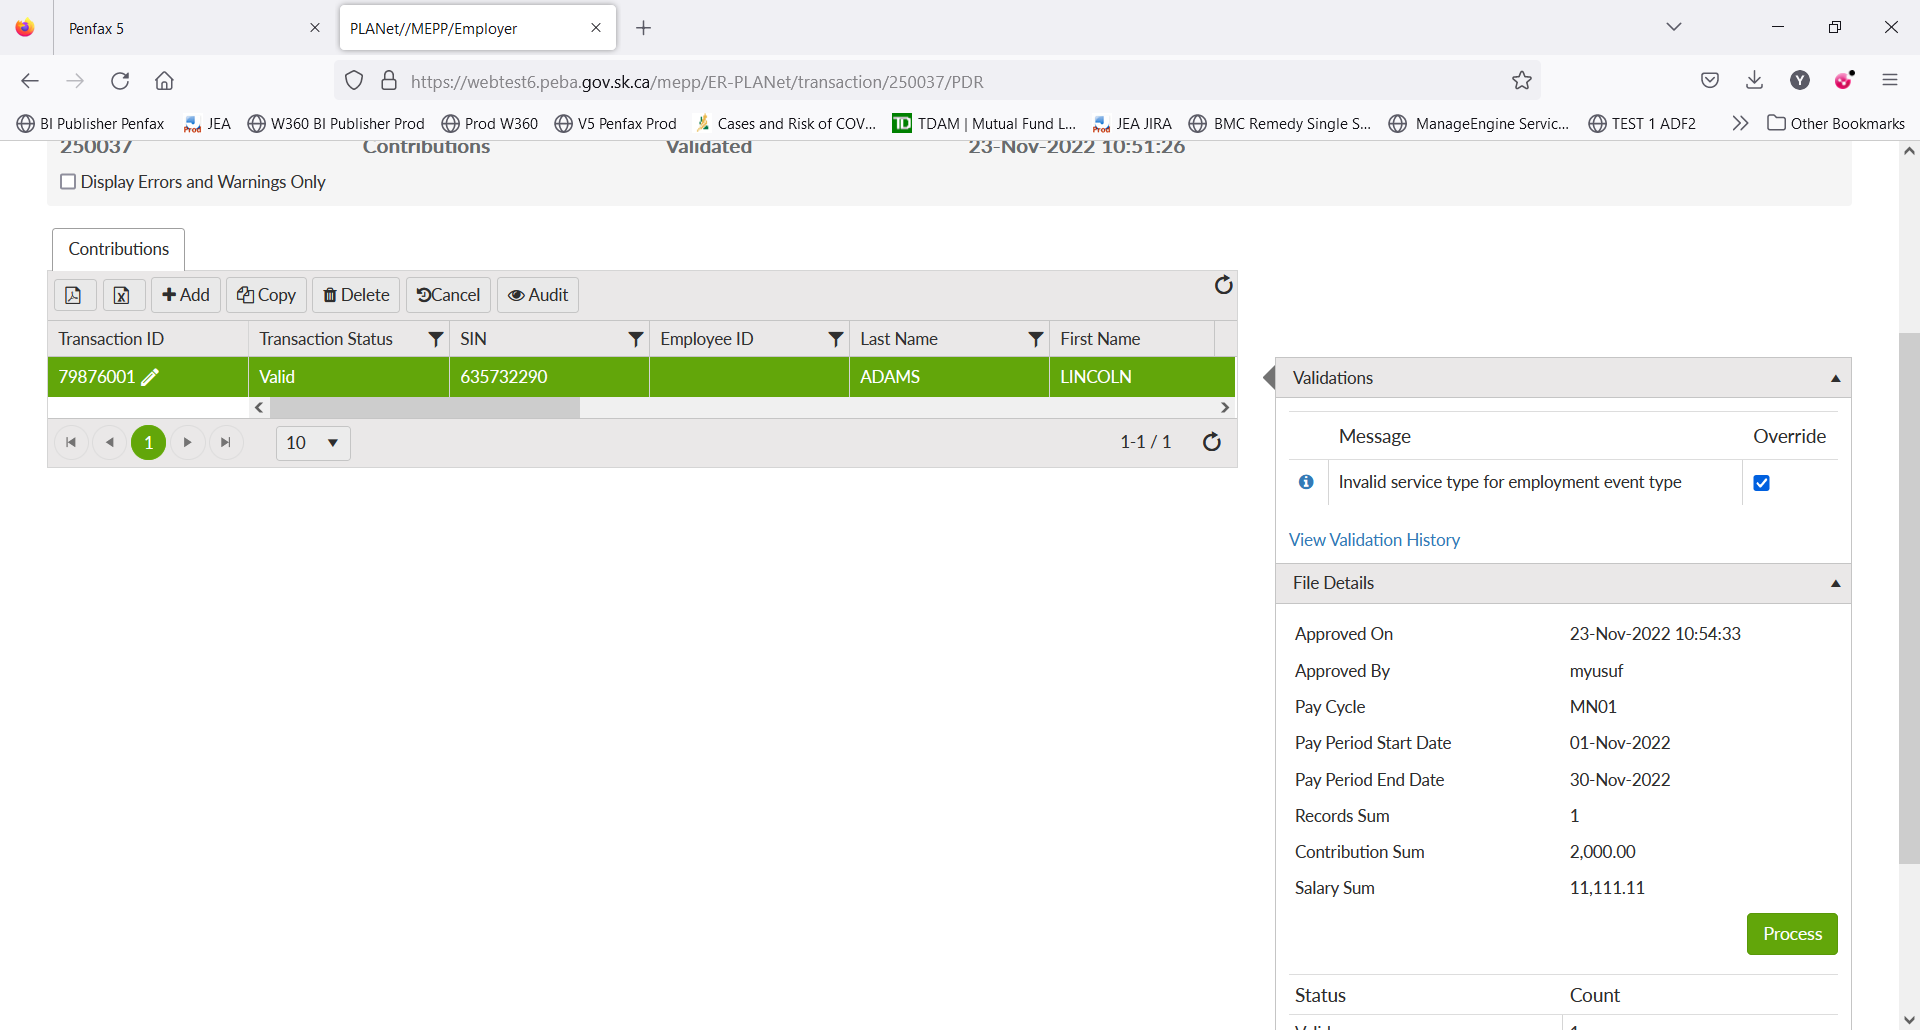 Penfax 5
PLANet//MEPP/Employer
https://webtest6.peba.gov.sk.ca/mepp/ER-PLANet/transaction/250037/PDR
Y
BI Publisher Penfax
Prod JEA
W360 BI Publisher Prod
Prod W360
V5 Penfax Prod
Cases and Risk of COV...
TD TDAM | Mutual Fund L...
Prod JEA JIRA
BMC Remedy Single S...
ManageEngine Servic...
TEST 1 ADF2
Other Bookmarks
250037 Contributions Validated 23-Nov-2022 10:51:26
Display Errors and Warnings Only
Contributions
Add Copy Delete Cancel Audit
Transaction ID Transaction Status SIN Employee ID Last Name First Name
79876001 Valid 635732290 ADAMS LINCOLN
1 10 1-1 / 1
Validations
Message Override
Invalid service type for employment event type
View Validation History
File Details
Approved On 23-Nov-2022 10:54:33
Approved By myusuf
Pay Cycle MN01
Pay Period Start Date 01-Nov-2022
Pay Period End Date 30-Nov-2022
Records Sum 1
Contribution Sum 2,000.00
Salary Sum 11,111.11
Process
Status Count